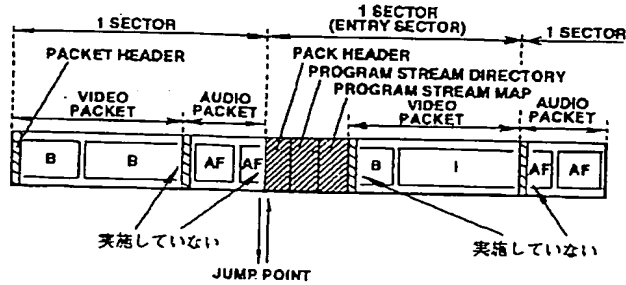 1 SECTOR
1 SECTOR
(ENTRY SECTOR)
1 SECTOR
PACKET HEADER
PACK HEADER
PROGRAM STREAM DIRECTORY
PROGRAM STREAM MAP
VIDEO
PACKET
AUDIO
PACKET
VIDEO
PACKET
AUDIO
PACKET
B
B
AF
AF
B
I
AF
AF
実施していない
実施していない
JUMP POINT